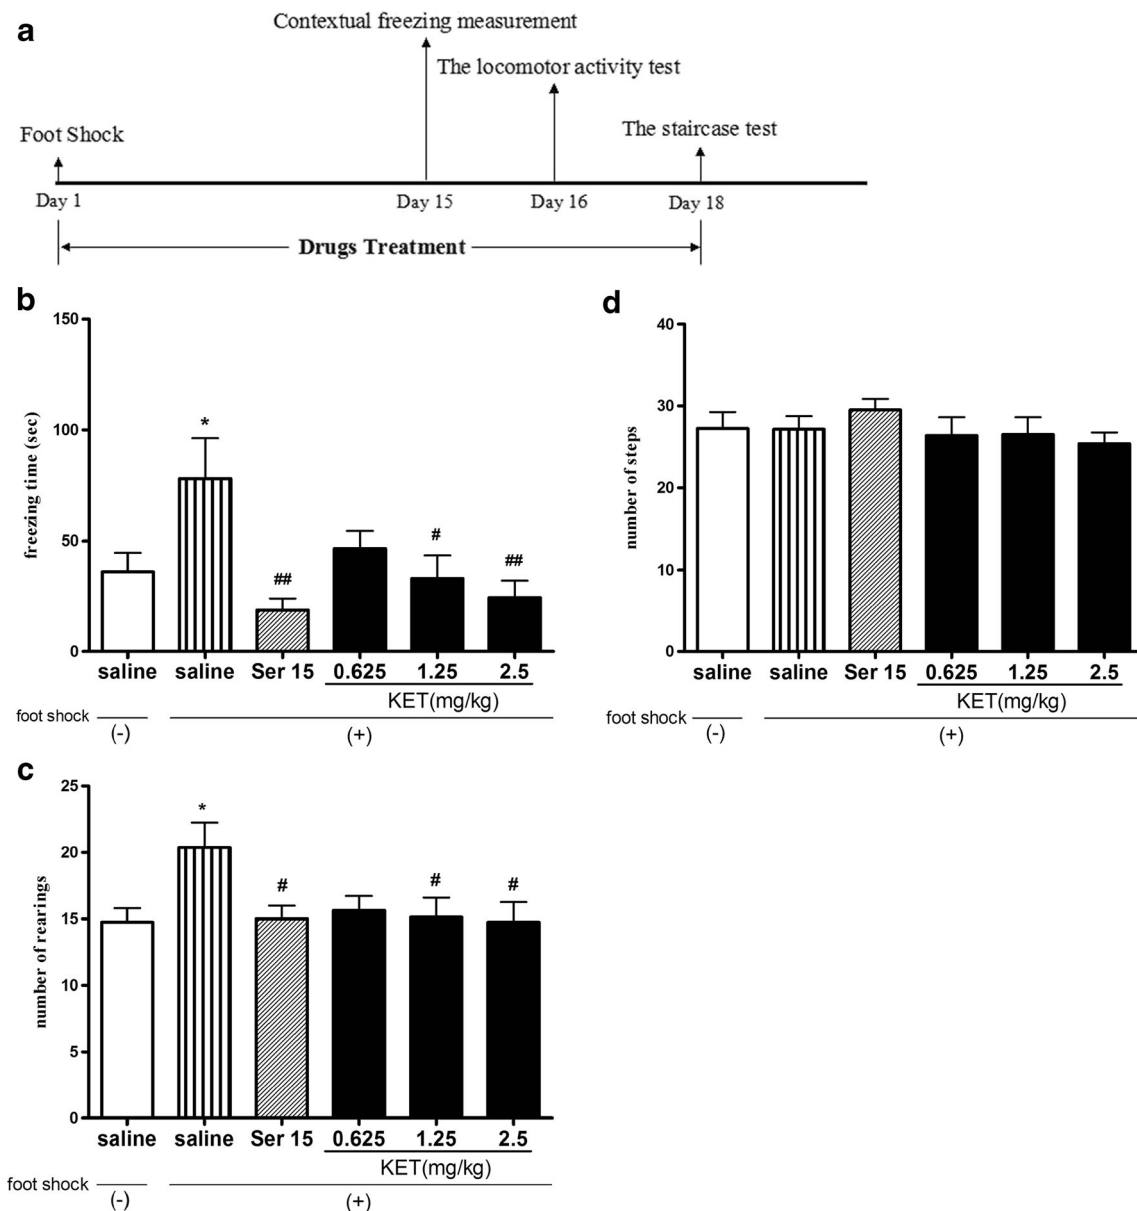 a
Contextual freezing measurement
The locomotor activity test
The staircase test
Foot Shock
Day 1
Day 15
Day 16
Day 18
Drugs Treatment
b
150
100
50
0
freezing time (sec)
*
##
#
##
saline
saline
Ser 15
0.625
1.25
2.5
KET(mg/kg)
foot shock
(-)
(+)
d
40
30
20
10
0
number of steps
saline
saline
Ser 15
0.625
1.25
2.5
KET(mg/kg)
foot shock
(-)
(+)
c
25
20
15
10
5
0
number of rearings
*
#
#
#
saline
saline
Ser 15
0.625
1.25
2.5
KET(mg/kg)
foot shock
(-)
(+)